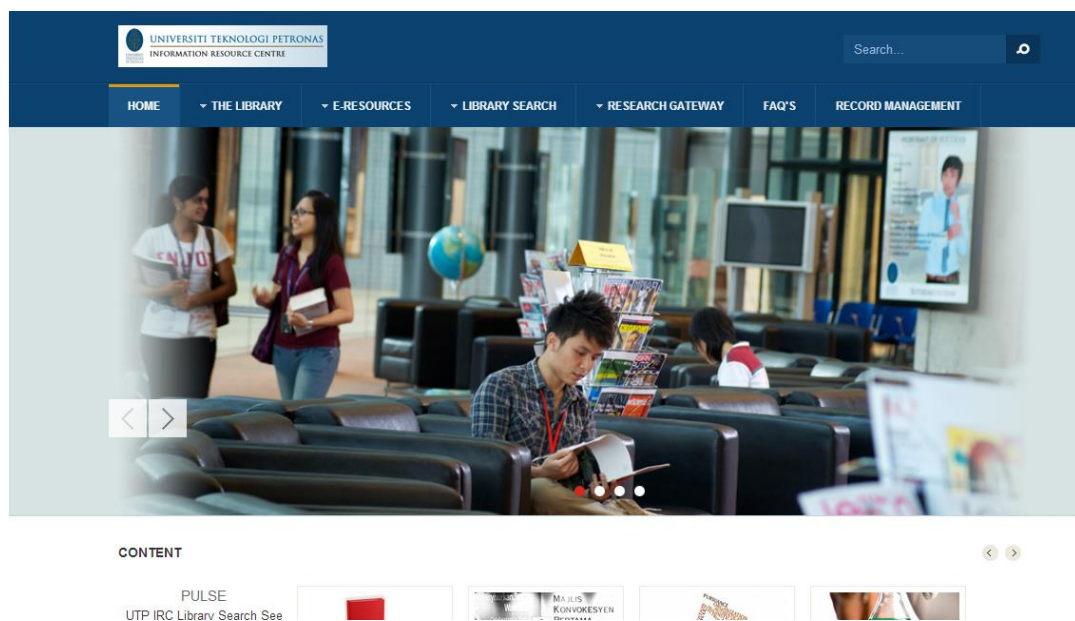 UNIVERSITI TEKNOLOGI PETRONAS
INFORMATION RESOURCE CENTRE
Search...
HOME
THE LIBRARY
E-RESOURCES
LIBRARY SEARCH
RESEARCH GATEWAY
FAQ'S
RECORD MANAGEMENT
ENJOY
CONTENT
PULSE
UTP IRC Library Search See
MAJLIS
KONVOKESYEN
PERTAMA